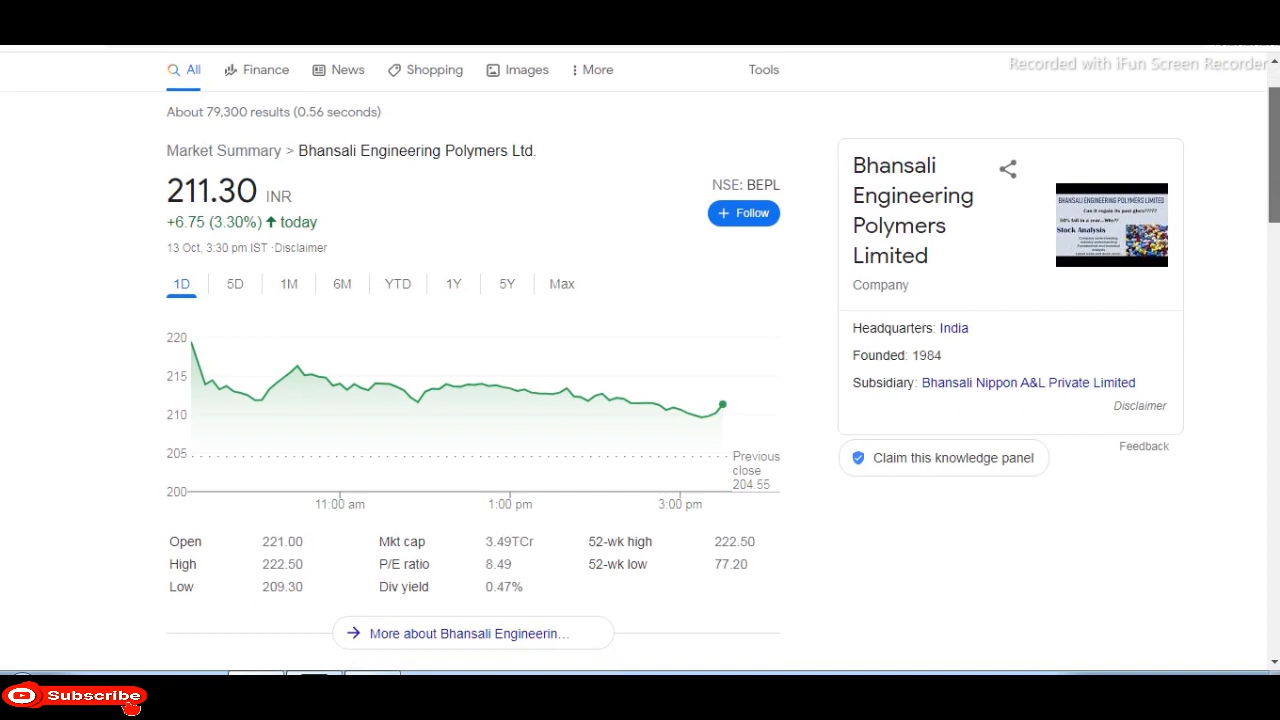 Recorded with iFun Screen Recorder
All Finance News Shopping Images More Tools
About 79,300 results (0.56 seconds)
Market Summary > Bhansali Engineering Polymers Ltd.
211.30 INR
+6.75 (3.30%) today
13 Oct, 3:30 pm IST · Disclaimer
NSE: BEPL
+ Follow
1D 5D 1M 6M YTD 1Y 5Y Max
220
215
210
205
200
Previous
close
204.55
11:00 am 1:00 pm 3:00 pm
Open 221.00 Mkt cap 3.49TCr 52-wk high 222.50
High 222.50 P/E ratio 8.49 52-wk low 77.20
Low 209.30 Div yield 0.47%
More about Bhansali Engineerin...
Bhansali
Engineering
Polymers
Limited
Company
BHANSALI ENGINEERING POLYMERS LIMITED
Stock Analysis
Headquarters: India
Founded: 1984
Subsidiary: Bhansali Nippon A&L Private Limited
Disclaimer
Feedback
Claim this knowledge panel
Subscribe